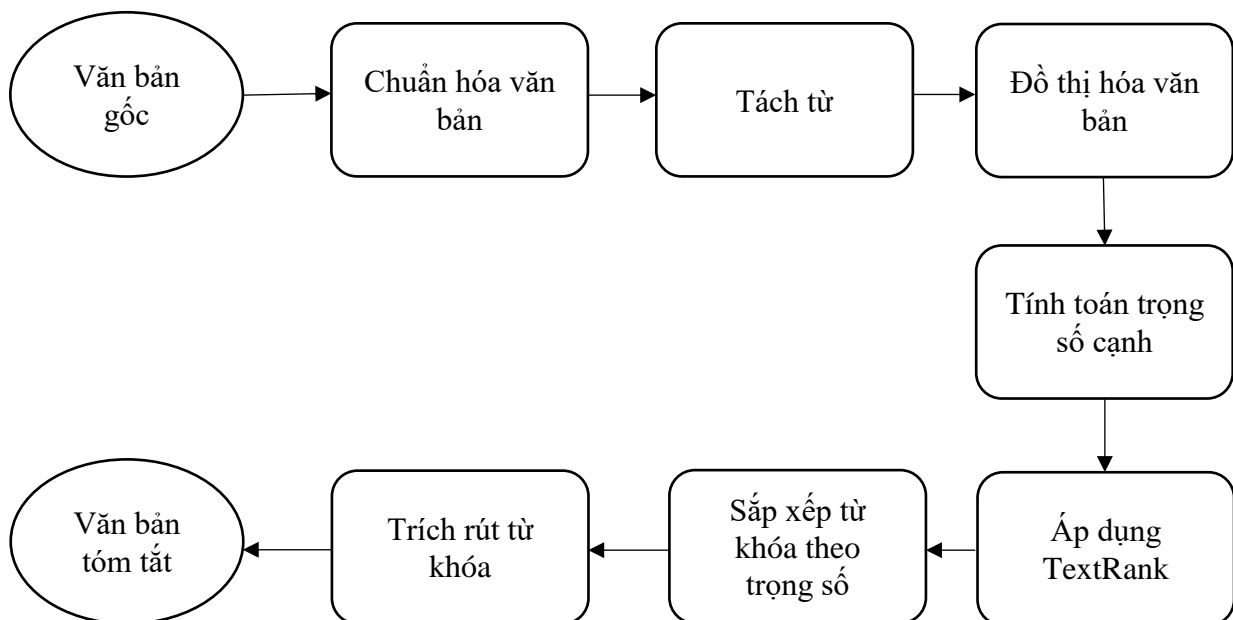 Văn bản
gốc
Chuẩn hóa văn
bản
Tách từ
Đồ thị hóa văn
bản
Tính toán trọng
số cạnh
Áp dụng
TextRank
Sắp xếp từ
khóa theo
trọng số
Trích rút từ
khóa
Văn bản
tóm tắt